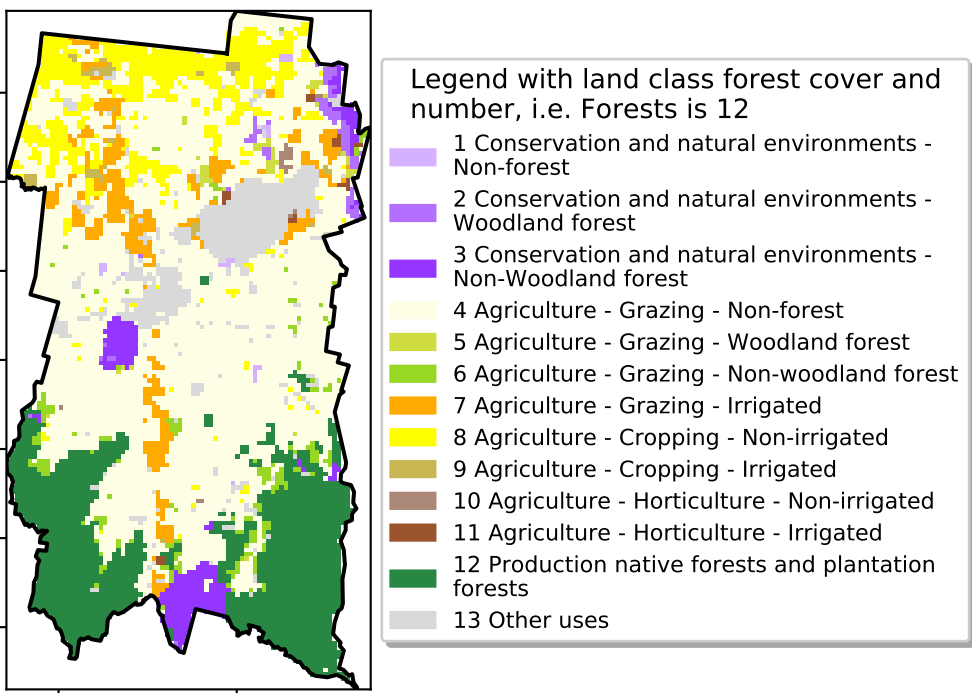 Legend with land class forest cover and
number, i.e. Forests is 12
1 Conservation and natural environments -
Non-forest
2 Conservation and natural environments -
Woodland forest
3 Conservation and natural environments -
Non-Woodland forest
4 Agriculture - Grazing - Non-forest
5 Agriculture - Grazing - Woodland forest
6 Agriculture - Grazing - Non-woodland forest
7 Agriculture - Grazing - Irrigated
8 Agriculture - Cropping - Non-irrigated
9 Agriculture - Cropping - Irrigated
10 Agriculture - Horticulture - Non-irrigated
11 Agriculture - Horticulture - Irrigated
12 Production native forests and plantation
forests
13 Other uses